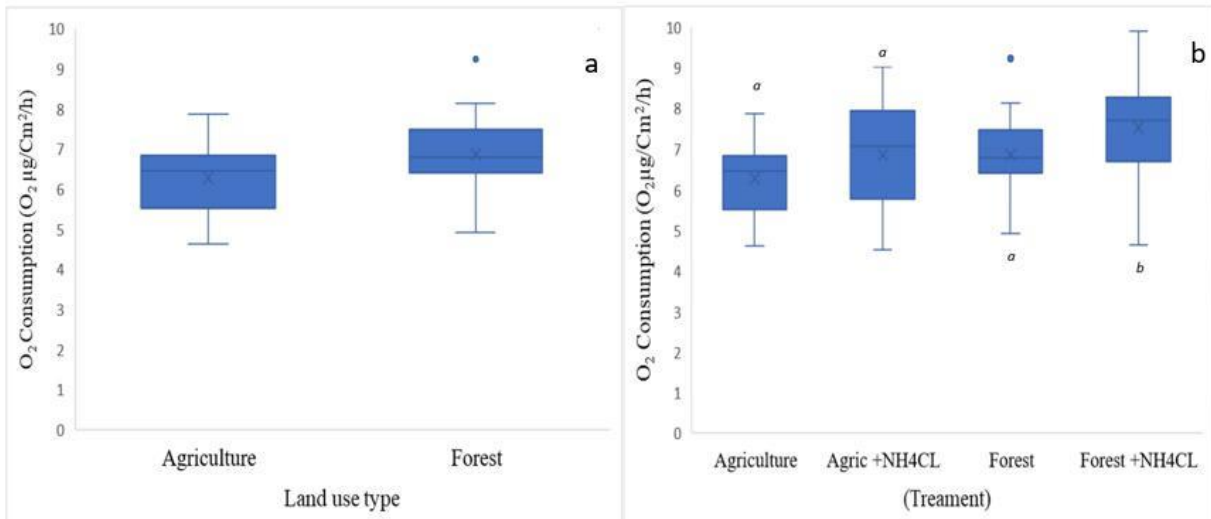 10
9
8
7
6
5
4
3
2
1
0
O₂ Consumption (O₂ µg/Cm²/h)
a
Agriculture Forest
Land use type
10
9
8
7
6
5
4
3
2
1
0
O₂ Consumption (O₂µg/Cm²/h)
b
a
a
a
b
Agriculture Agric +NH4CL Forest Forest +NH4CL
(Treament)